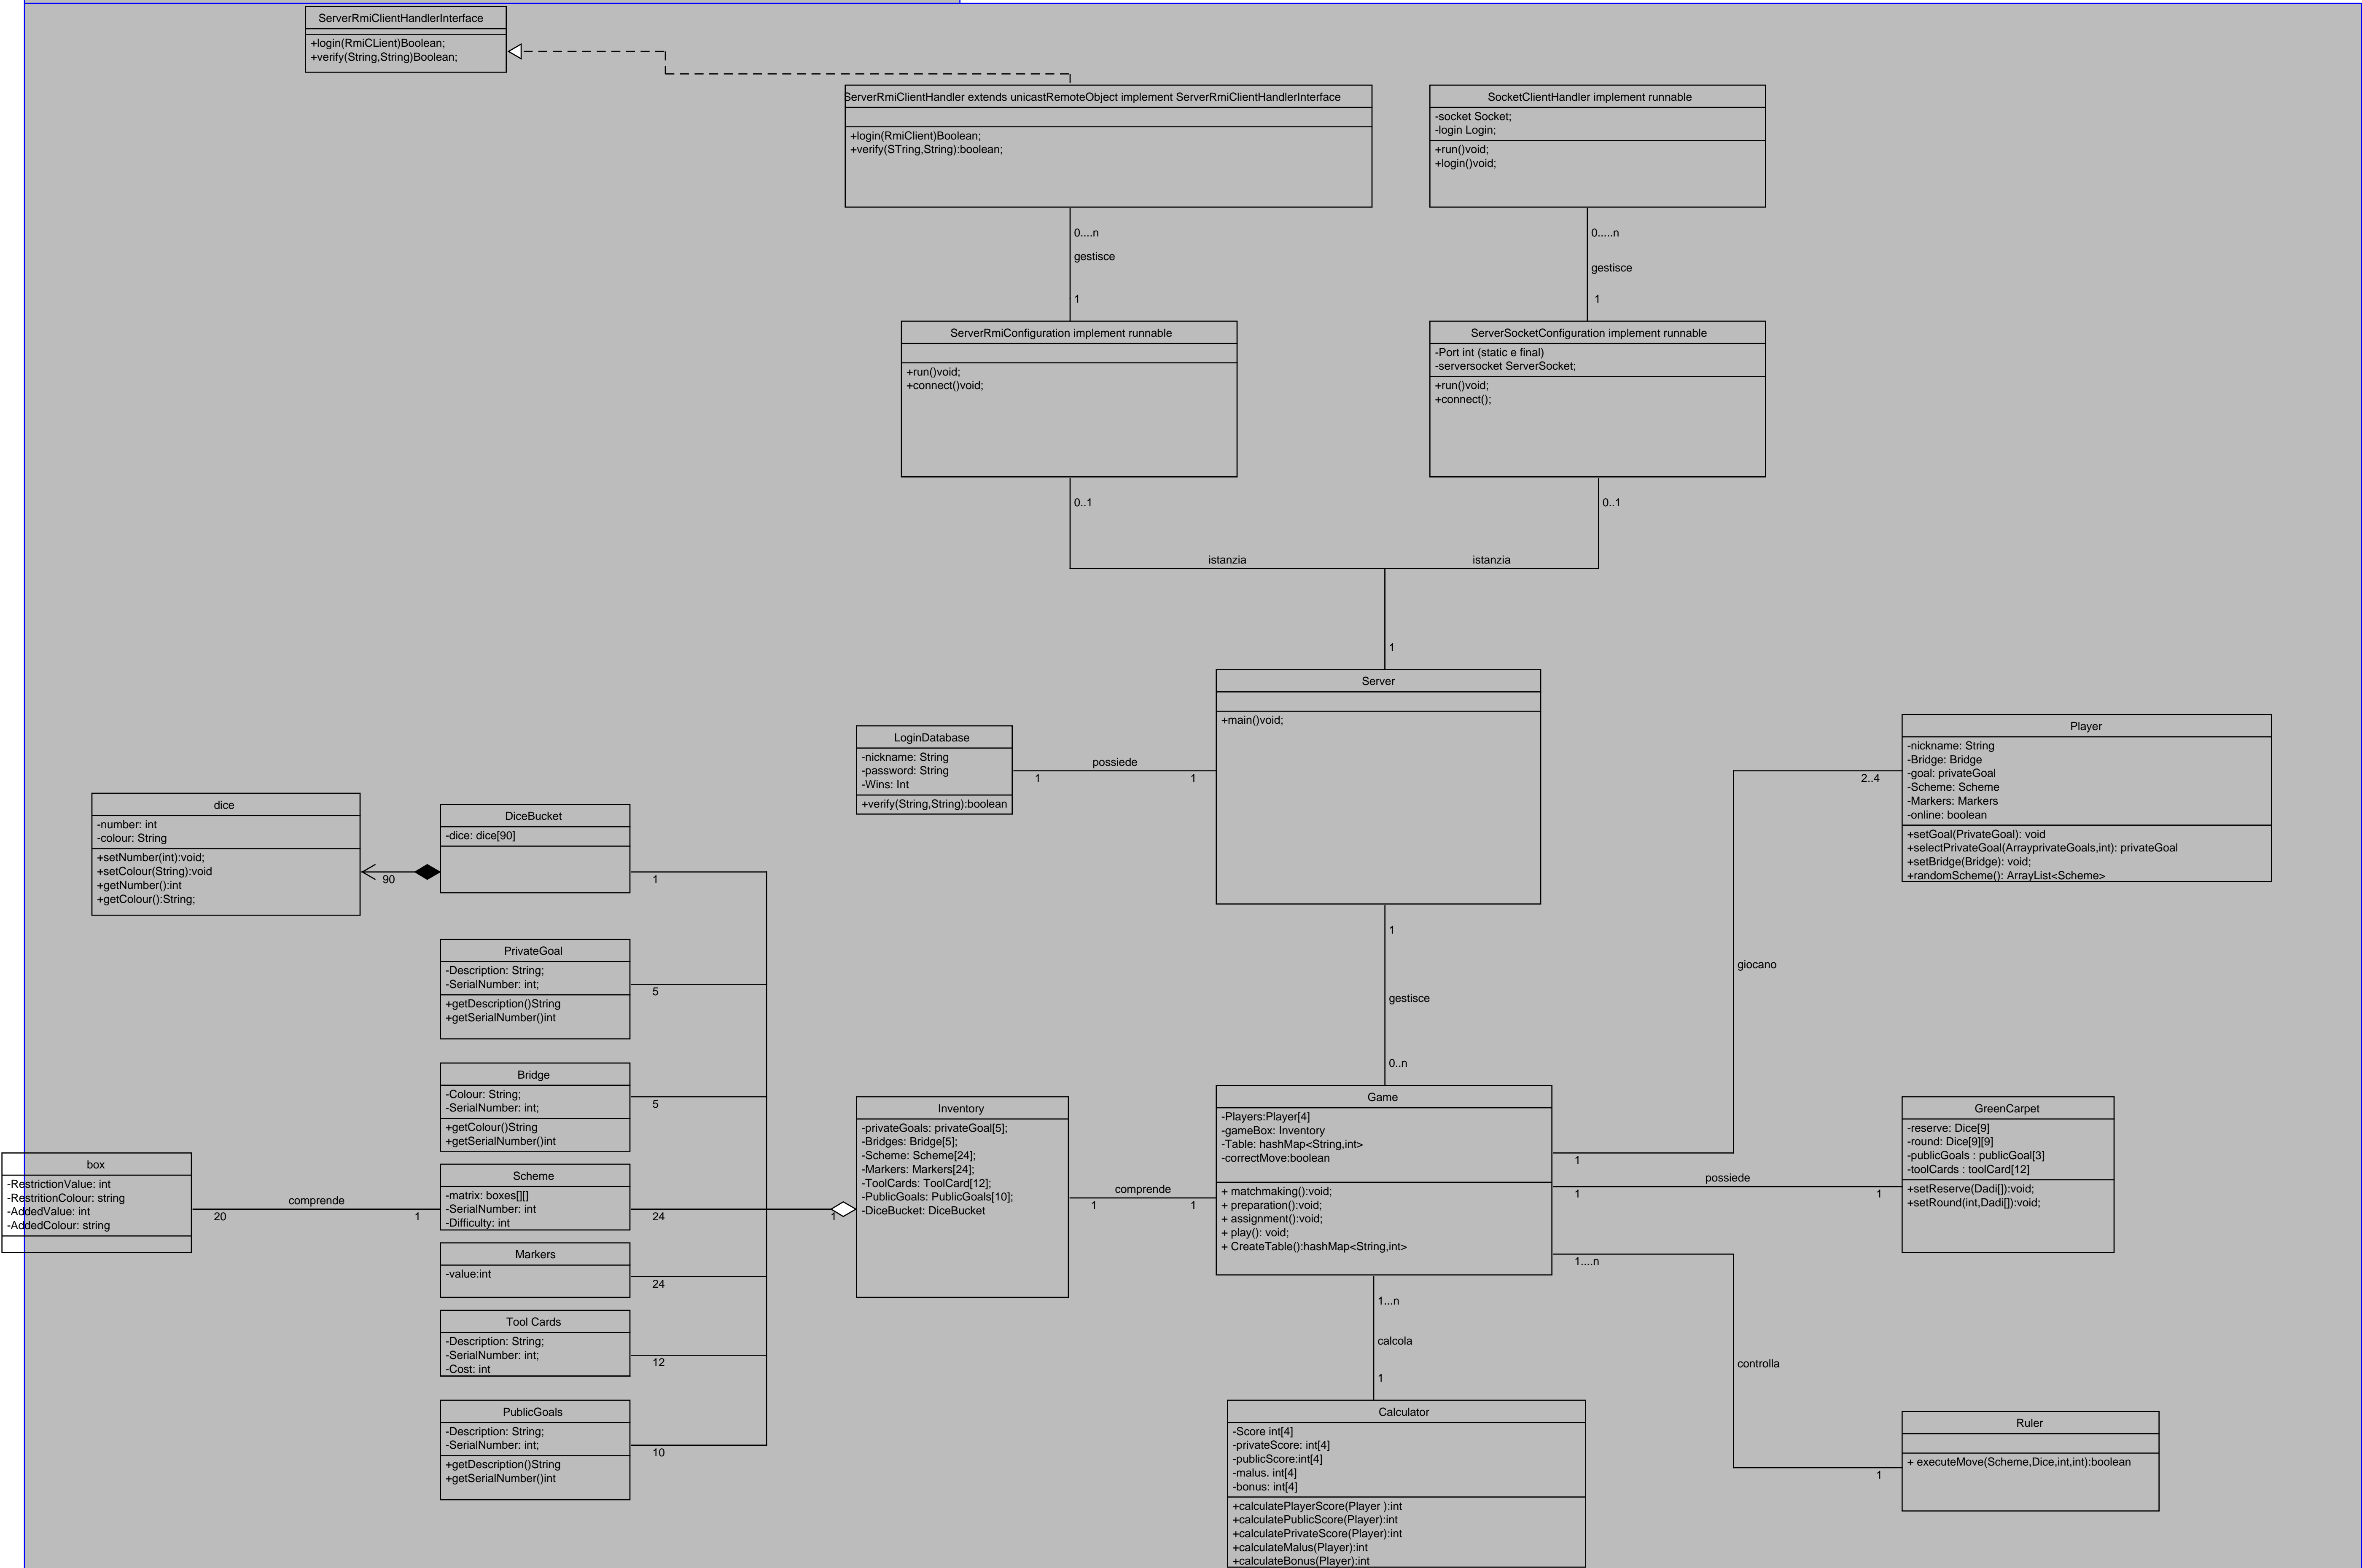 ServerRmiClientHandlerInterface
+login(RmiCLient)Boolean;
+verify(String,String)Boolean;
ServerRmiClientHandler extends unicastRemoteObject implement ServerRmiClientHandlerInterface
+login(RmiClient)Boolean;
+verify(STring,String):boolean;
SocketClientHandler implement runnable
-socket Socket;
-login Login;
+run()void;
+login()void;
0....n
gestisce
1
0.....n
gestisce
1
ServerRmiConfiguration implement runnable
+run()void;
+connect()void;
ServerSocketConfiguration implement runnable
-Port int (static e final)
-serversocket ServerSocket;
+run()void;
+connect();
0..1
0..1
istanzia
istanzia
1
Server
+main()void;
LoginDatabase
-nickname: String
-password: String
-Wins: Int
+verify(String,String):boolean
possiede
1
1
Player
-nickname: String
-Bridge: Bridge
-goal: privateGoal
-Scheme: Scheme
-Markers: Markers
-online: boolean
+setGoal(PrivateGoal): void
+selectPrivateGoal(ArrayprivateGoals,int): privateGoal
+setBridge(Bridge): void;
+randomScheme(): ArrayList<Scheme>
2..4
giocano
1
dice
-number: int
-colour: String
+setNumber(int):void;
+setColour(String):void
+getNumber():int
+getColour():String;
90
DiceBucket
-dice: dice[90]
1
PrivateGoal
-Description: String;
-SerialNumber: int;
+getDescription()String
+getSerialNumber()int
5
Bridge
-Colour: String;
-SerialNumber: int;
+getColour()String
+getSerialNumber()int
5
box
-RestrictionValue: int
-RestritionColour: string
-AddedValue: int
-AddedColour: string
comprende
20
1
Scheme
-matrix: boxes[][]
-SerialNumber: int
-Difficulty: int
24
Markers
-value:int
24
Tool Cards
-Description: String;
-SerialNumber: int;
-Cost: int
12
PublicGoals
-Description: String;
-SerialNumber: int;
+getDescription()String
+getSerialNumber()int
10
1
Inventory
-privateGoals: privateGoal[5];
-Bridges: Bridge[5];
-Scheme: Scheme[24];
-Markers: Markers[24];
-ToolCards: ToolCard[12];
-PublicGoals: PublicGoals[10];
-DiceBucket: DiceBucket
comprende
1
1
1
gestisce
0..n
Game
-Players:Player[4]
-gameBox: Inventory
-Table: hashMap<String,int>
-correctMove:boolean
+ matchmaking():void;
+ preparation():void;
+ assignment():void;
+ play(): void;
+ CreateTable():hashMap<String,int>
possiede
1
1
GreenCarpet
-reserve: Dice[9]
-round: Dice[9][9]
-publicGoals : publicGoal[3]
-toolCards : toolCard[12]
+setReserve(Dadi[]):void;
+setRound(int,Dadi[]):void;
1....n
controlla
1
1...n
calcola
1
Calculator
-Score int[4]
-privateScore: int[4]
-publicScore:int[4]
-malus. int[4]
-bonus: int[4]
+calculatePlayerScore(Player ):int
+calculatePublicScore(Player):int
+calculatePrivateScore(Player):int
+calculateMalus(Player):int
+calculateBonus(Player):int
Ruler
+ executeMove(Scheme,Dice,int,int):boolean